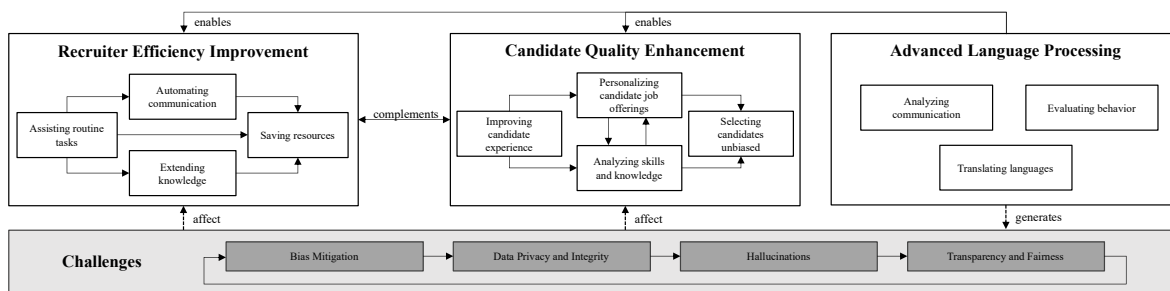 enables
enables
Recruiter Efficiency Improvement
Automating
communication
Assisting routine
tasks
Saving resources
Extending
knowledge
complements
Candidate Quality Enhancement
Personalizing
candidate job
offerings
Improving
candidate
experience
Selecting
candidates
unbiased
Analyzing skills
and knowledge
Advanced Language Processing
Analyzing
communication
Evaluating behavior
Translating languages
affect
affect
generates
Challenges
Bias Mitigation
Data Privacy and Integrity
Hallucinations
Transparency and Fairness